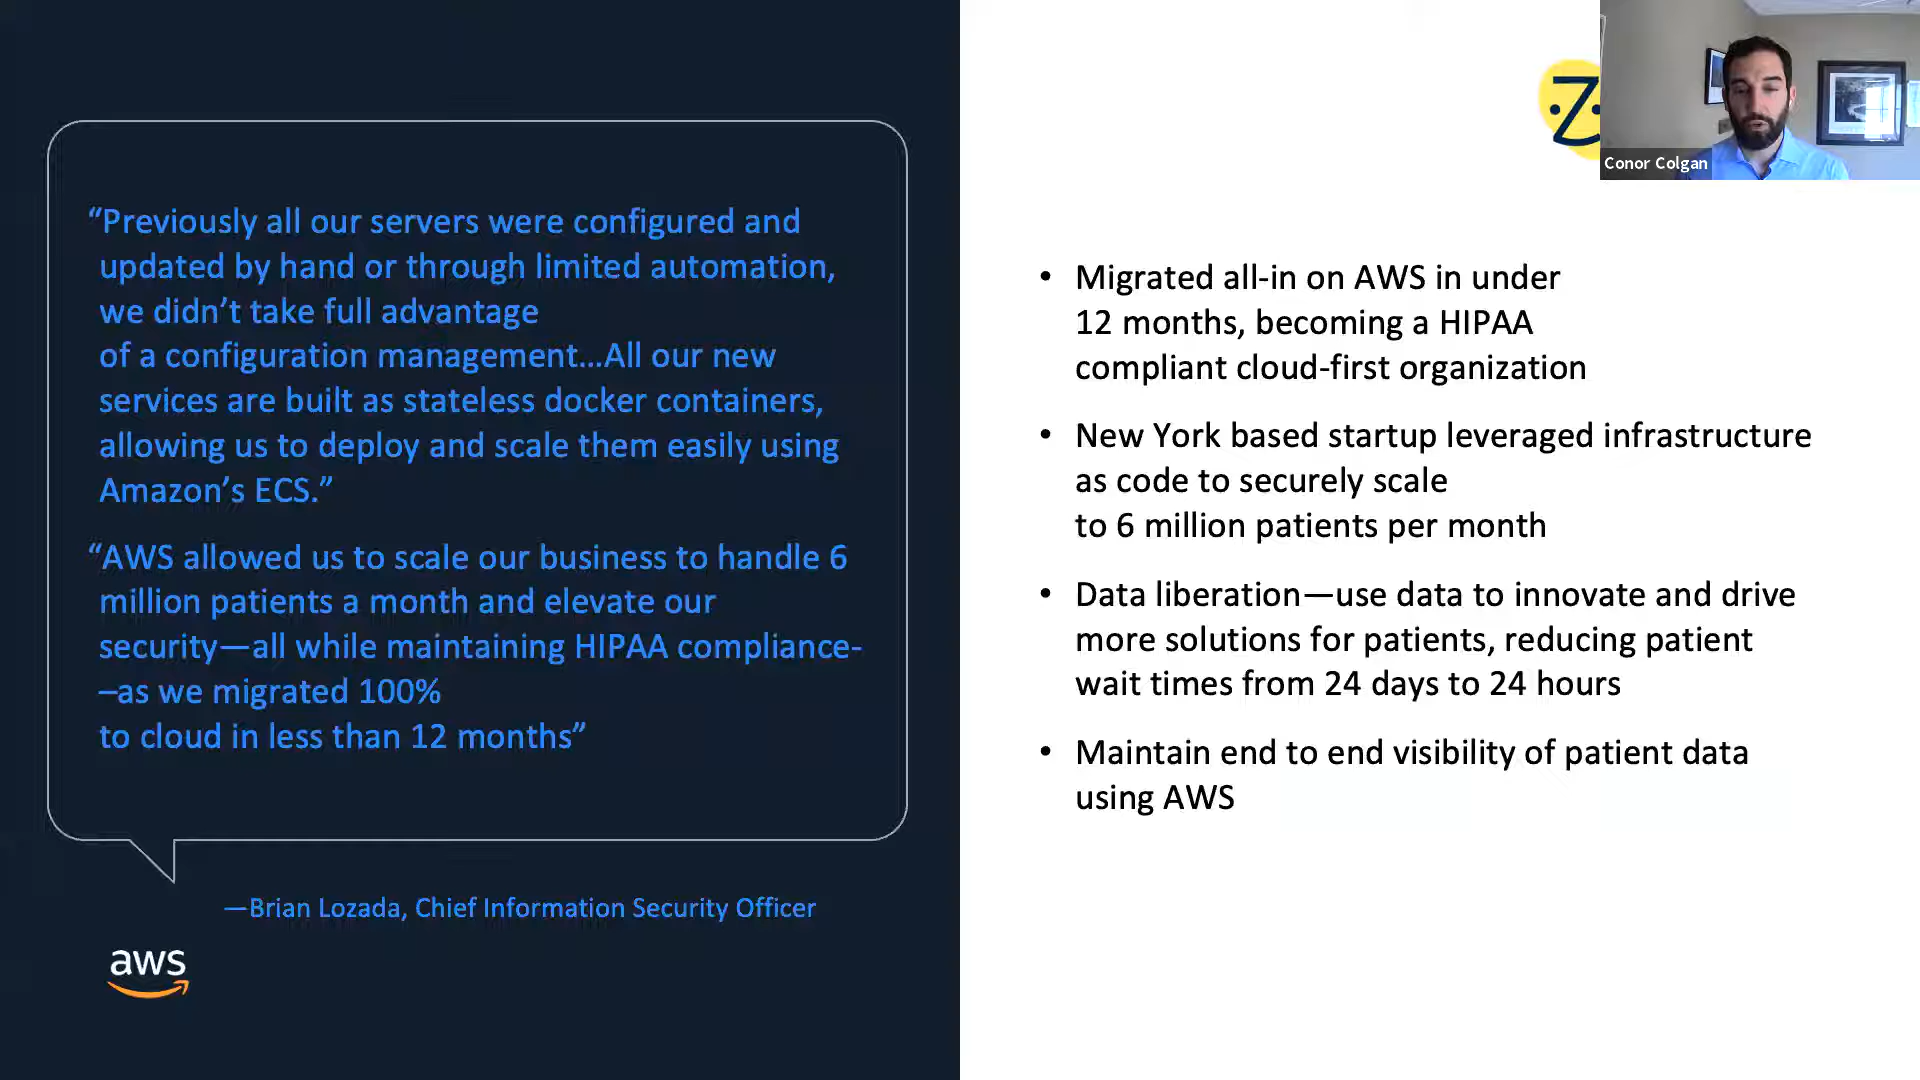 “Previously all our servers were configured and
updated by hand or through limited automation,
we didn’t take full advantage
of a configuration management…All our new
services are built as stateless docker containers,
allowing us to deploy and scale them easily using
Amazon’s ECS.”
“AWS allowed us to scale our business to handle 6
million patients a month and elevate our
security—all while maintaining HIPAA compliance-
–as we migrated 100%
to cloud in less than 12 months”
—Brian Lozada, Chief Information Security Officer
aws
Z
Conor Colgan
• Migrated all-in on AWS in under
12 months, becoming a HIPAA
compliant cloud-first organization
• New York based startup leveraged infrastructure
as code to securely scale
to 6 million patients per month
• Data liberation—use data to innovate and drive
more solutions for patients, reducing patient
wait times from 24 days to 24 hours
• Maintain end to end visibility of patient data
using AWS